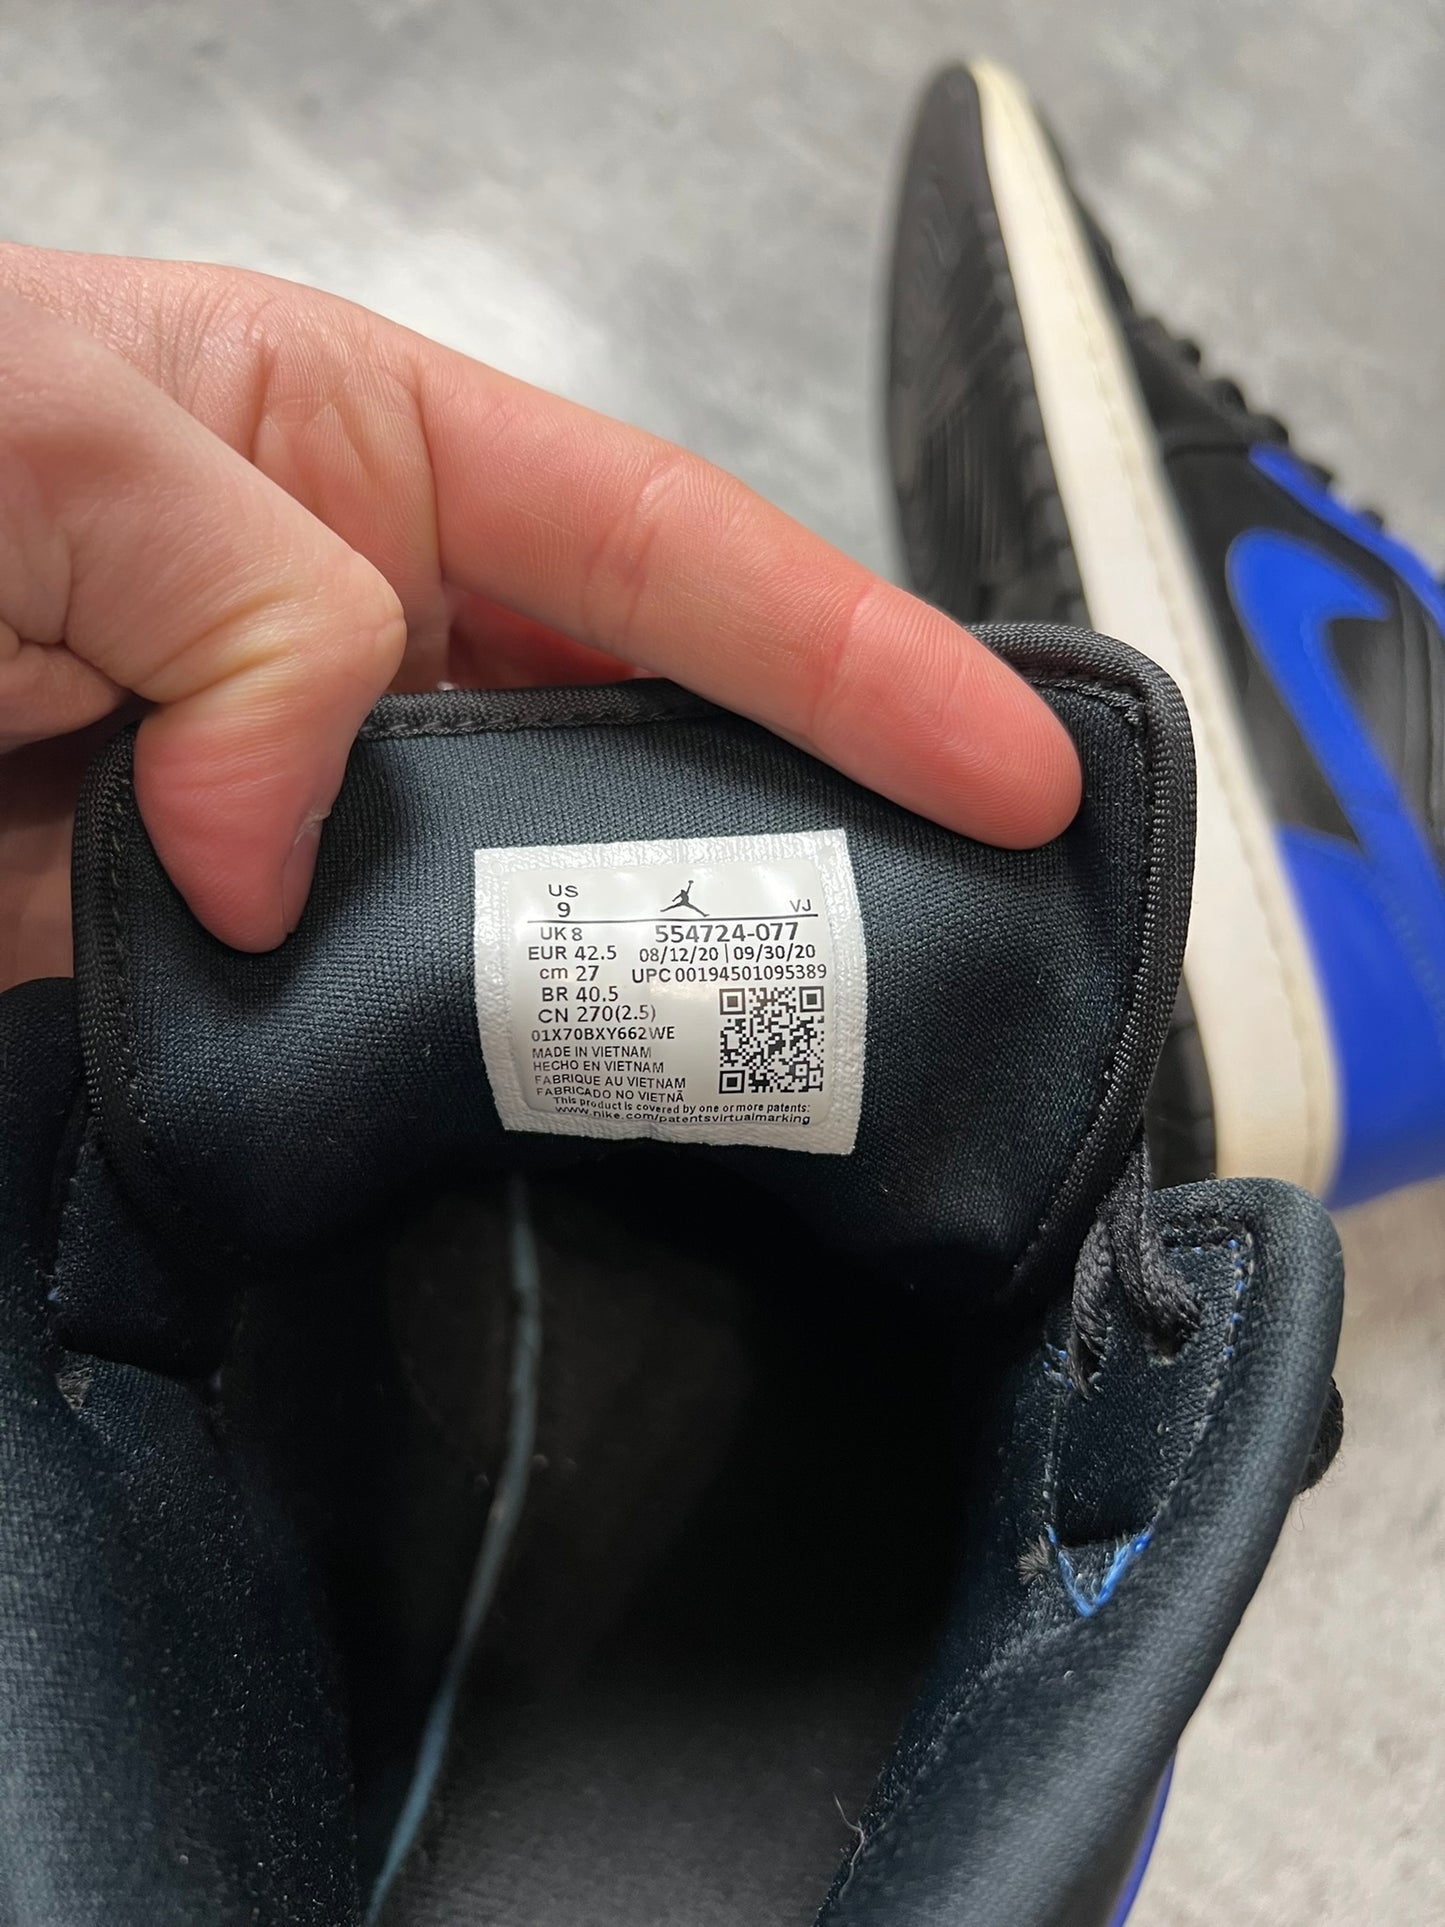 US
9
VJ
UK 8
554724-077
EUR 42.5
08/12/20 | 09/30/20
cm 27
UPC 00194501095389
BR 40.5
CN 270(2.5)
01X70BXY662WE
MADE IN VIETNAM
HECHO EN VIETNAM
FABRIQUE AU VIETNAM
FABRICADO NO VIETNÃ
This product is covered by one or more patents:
www.nike.com/patentsvirtualmarking